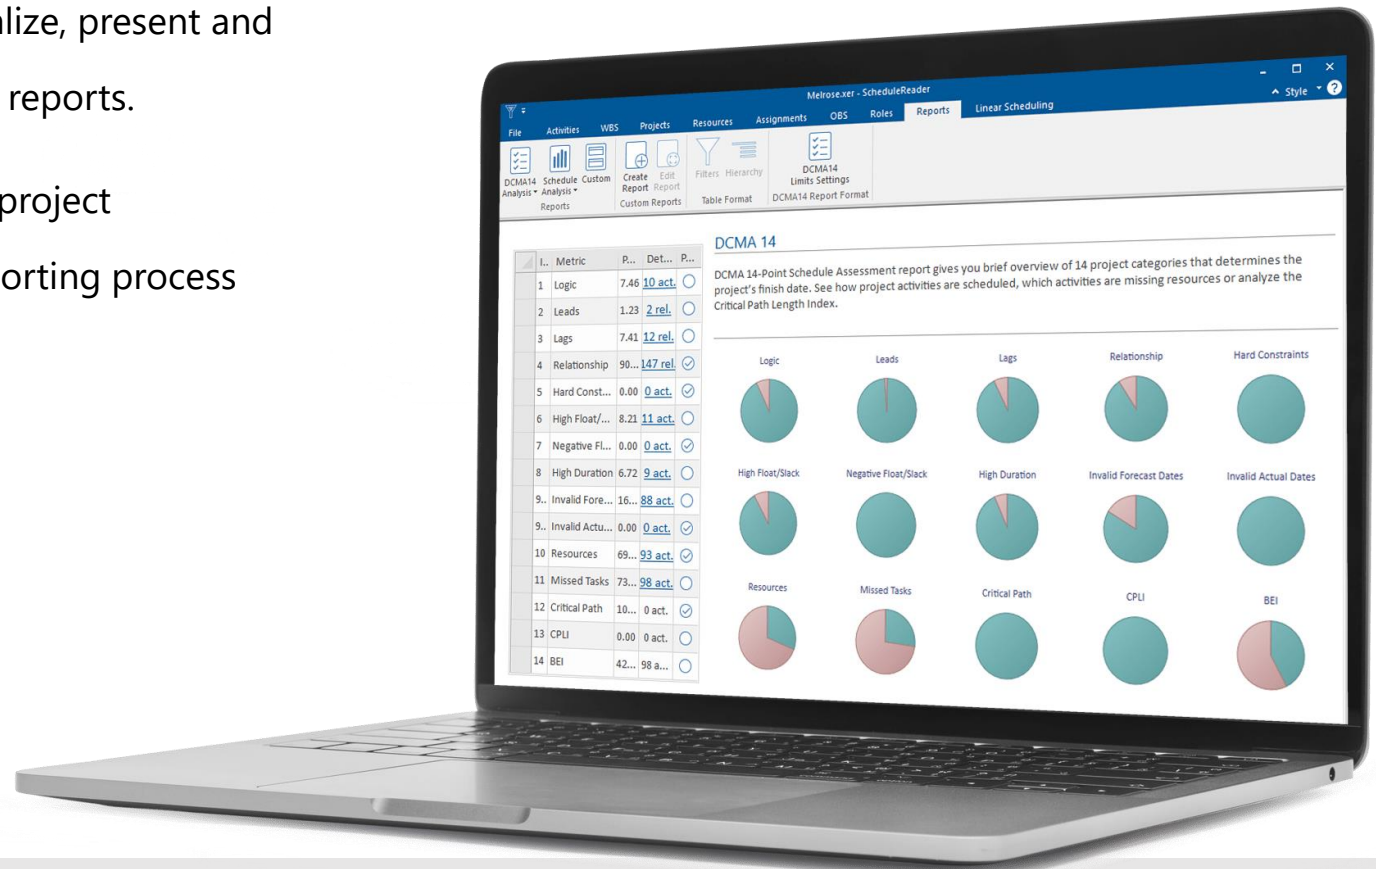 alize, present and
reports.
project
orting process
Melrose.xer - ScheduleReader
Style
File Activities WBS Projects Resources Assignments OBS Roles Reports Linear Scheduling
DCMA14 Analysis
Schedule Analysis
Custom
Reports
Create Report
Edit Report
Custom Reports
Filters Hierarchy
Table Format
DCMA14 Limits Settings
DCMA14 Report Format
I.. Metric P... Det... P...
1 Logic 7.46 10 act.
2 Leads 1.23 2 rel.
3 Lags 7.41 12 rel.
4 Relationship 90... 147 rel.
5 Hard Const... 0.00 0 act.
6 High Float/... 8.21 11 act.
7 Negative Fl... 0.00 0 act.
8 High Duration 6.72 9 act.
9.. Invalid Fore... 16... 88 act.
9.. Invalid Actu... 0.00 0 act.
10 Resources 69... 93 act.
11 Missed Tasks 73... 98 act.
12 Critical Path 10... 0 act.
13 CPLI 0.00 0 act.
14 BEI 42... 98 a...
DCMA 14
DCMA 14-Point Schedule Assessment report gives you brief overview of 14 project categories that determines the
project's finish date. See how project activities are scheduled, which activities are missing resources or analyze the
Critical Path Length Index.
Logic Leads Lags Relationship Hard Constraints
High Float/Slack Negative Float/Slack High Duration Invalid Forecast Dates Invalid Actual Dates
Resources Missed Tasks Critical Path CPLI BEI